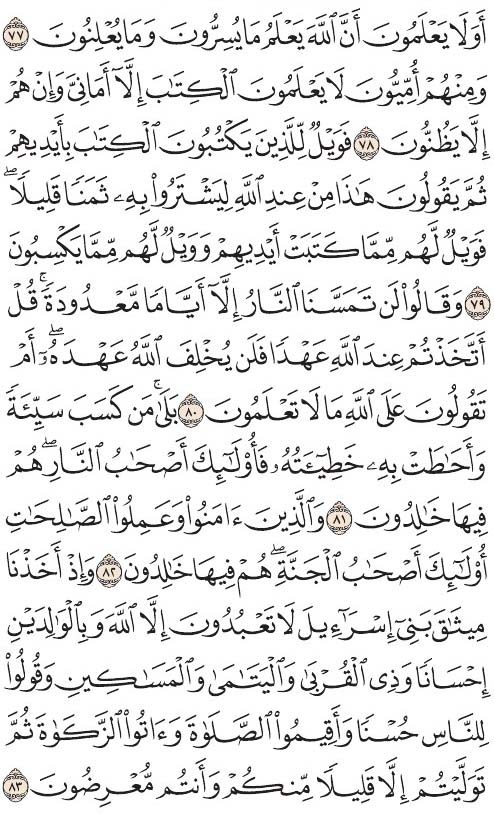 أَوَلَا يَعْلَمُونَ أَنَّ ٱللَّهَ يَعْلَمُ مَا يُسِرُّونَ وَمَا يُعْلِنُونَ ٧٧
وَمِنْهُمْ أُمِّيُّونَ لَا يَعْلَمُونَ ٱلْكِتَٰبَ إِلَّآ أَمَانِىَّ وَإِنْ هُمْ
إِلَّا يَظُنُّونَ ٧٨ فَوَيْلٌ لِّلَّذِينَ يَكْتُبُونَ ٱلْكِتَٰبَ بِأَيْدِيهِمْ
ثُمَّ يَقُولُونَ هَٰذَا مِنْ عِندِ ٱللَّهِ لِيَشْتَرُوا۟ بِهِۦ ثَمَنًا قَلِيلًا ۖ
فَوَيْلٌ لَّهُم مِّمَّا كَتَبَتْ أَيْدِيهِمْ وَوَيْلٌ لَّهُم مِّمَّا يَكْسِبُونَ
٧٩ وَقَالُوا۟ لَن تَمَسَّنَا ٱلنَّارُ إِلَّآ أَيَّامًا مَّعْدُودَةً ۚ قُلْ
أَتَّخَذْتُمْ عِندَ ٱللَّهِ عَهْدًا فَلَن يُخْلِفَ ٱللَّهُ عَهْدَهُۥٓ ۖ أَمْ
تَقُولُونَ عَلَى ٱللَّهِ مَا لَا تَعْلَمُونَ ٨٠ بَلَىٰ ۚ مَن كَسَبَ سَيِّئَةً
وَأَحَٰطَتْ بِهِۦ خَطِيٓـَٔتُهُۥ فَأُو۟لَٰٓئِكَ أَصْحَٰبُ ٱلنَّارِ ۖ هُمْ
فِيهَا خَٰلِدُونَ ٨١ وَٱلَّذِينَ ءَامَنُوا۟ وَعَمِلُوا۟ ٱلصَّٰلِحَٰتِ
أُو۟لَٰٓئِكَ أَصْحَٰبُ ٱلْجَنَّةِ ۖ هُمْ فِيهَا خَٰلِدُونَ ٨٢ وَإِذْ أَخَذْنَا
مِيثَٰقَ بَنِىٓ إِسْرَٰٓءِيلَ لَا تَعْبُدُونَ إِلَّا ٱللَّهَ وَبِٱلْوَٰلِدَيْنِ
إِحْسَانًا وَذِى ٱلْقُرْبَىٰ وَٱلْيَتَٰمَىٰ وَٱلْمَسَٰكِينِ وَقُولُوا۟
لِلنَّاسِ حُسْنًا وَأَقِيمُوا۟ ٱلصَّلَوٰةَ وَءَاتُوا۟ ٱلزَّكَوٰةَ ثُمَّ
تَوَلَّيْتُمْ إِلَّا قَلِيلًا مِّنكُمْ وَأَنتُم مُّعْرِضُونَ ٨٣